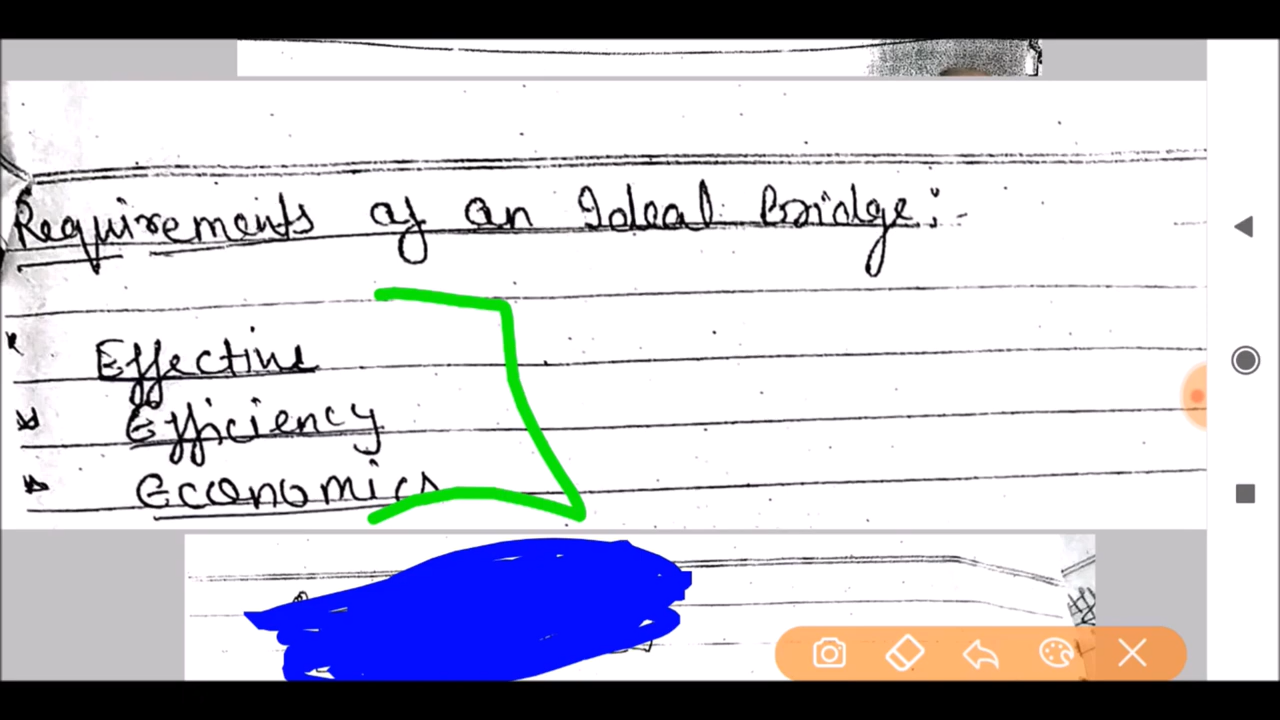 Requirements of an Ideal Bridge:-
Effective
Efficiency
Economics